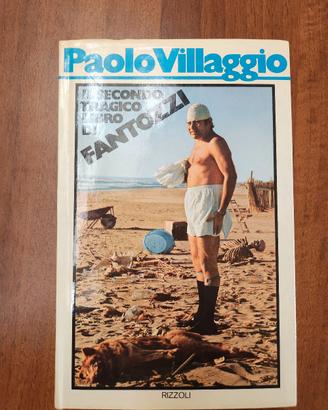 Paolo Villaggio
IL SECONDO
TRAGICO
LIBRO
DI
FANTOZZI
RIZZOLI